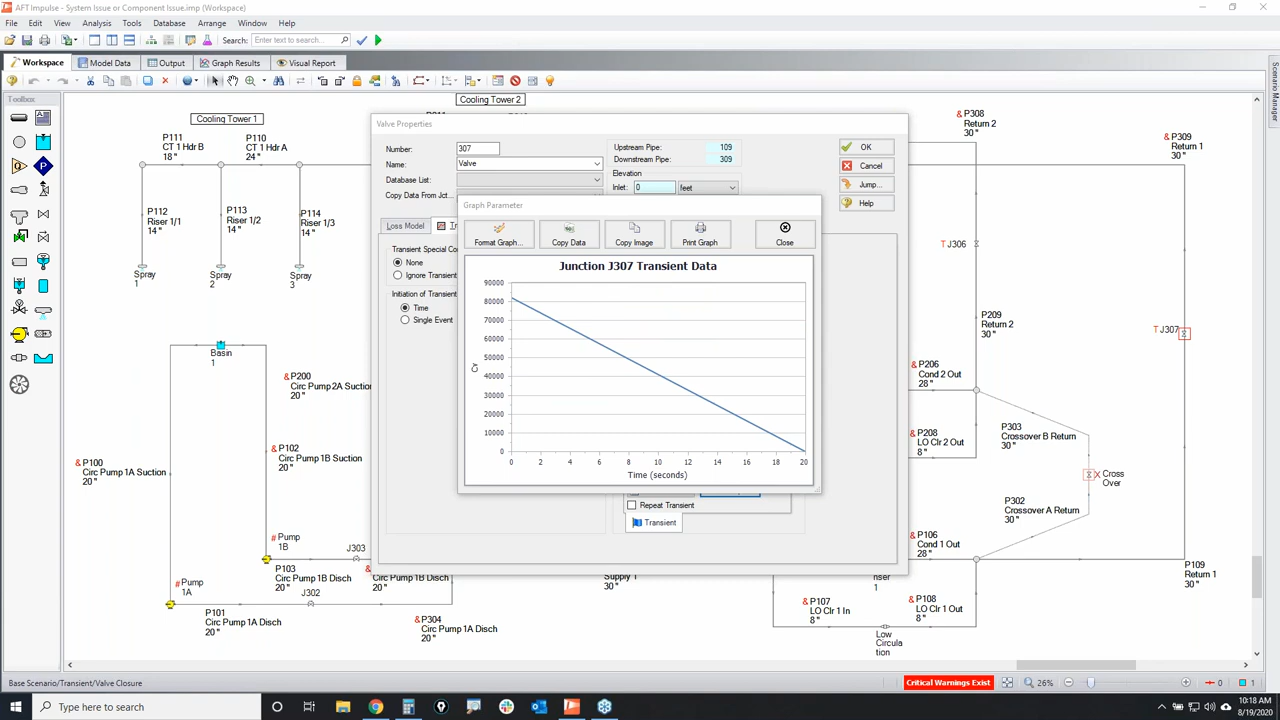 AFT Impulse - System Issue or Component Issue.imp (Workspace)
File Edit View Analysis Tools Database Arrange Window Help
Search: Enter text to search...
Workspace Model Data Output Graph Results Visual Report
Toolbox
Scenario Manager
Cooling Tower 1
Cooling Tower 2
P111
CT 1 Hdr B
18"
P110
CT 1 Hdr A
24"
P112
Riser 1/1
14"
P113
Riser 1/2
14"
P114
Riser 1/3
14"
Spray
1
Spray
2
Spray
3
Basin
1
&P200
Circ Pump 2A Suction
20"
&P102
Circ Pump 1B Suction
20"
&P100
Circ Pump 1A Suction
20"
#Pump
1B
J303
P103
Circ Pump 1B Disch
20"
Circ Pump 1B Disch
20"
#Pump
1A
J302
P101
Circ Pump 1A Disch
20"
&P304
Circ Pump 1A Disch
20"
Valve Properties
Number: 307
Name: Valve
Database List:
Copy Data From Jct...
Upstream Pipe: 109
Downstream Pipe: 309
Elevation
Inlet: 0 feet
OK
Cancel
Jump...
Help
Loss Model
Transient Special Co
None
Ignore Transient
Initiation of Transient
Time
Single Event
Graph Parameter
Format Graph... Copy Data Copy Image Print Graph Close
Junction J307 Transient Data
90000
80000
70000
60000
50000
40000
30000
20000
10000
0
Cv
0 2 4 6 8 10 12 14 16 18 20
Time (seconds)
Repeat Transient
Transient
Supply 1
30"
1
&P308
Return 2
30"
&P309
Return 1
30"
T J306
P209
Return 2
30"
T J307
&P206
Cond 2 Out
28"
&P208
LO Clr 2 Out
8"
P303
Crossover B Return
30"
X Cross
Over
P302
Crossover A Return
30"
&P106
Cond 1 Out
28"
P109
Return 1
30"
&P107
LO Clr 1 In
8"
&P108
LO Clr 1 Out
8"
Low
Circula
tion
Base Scenario/Transient/Valve Closure
Critical Warnings Exist
26%
0
1
Type here to search
10:18 AM
8/19/2020